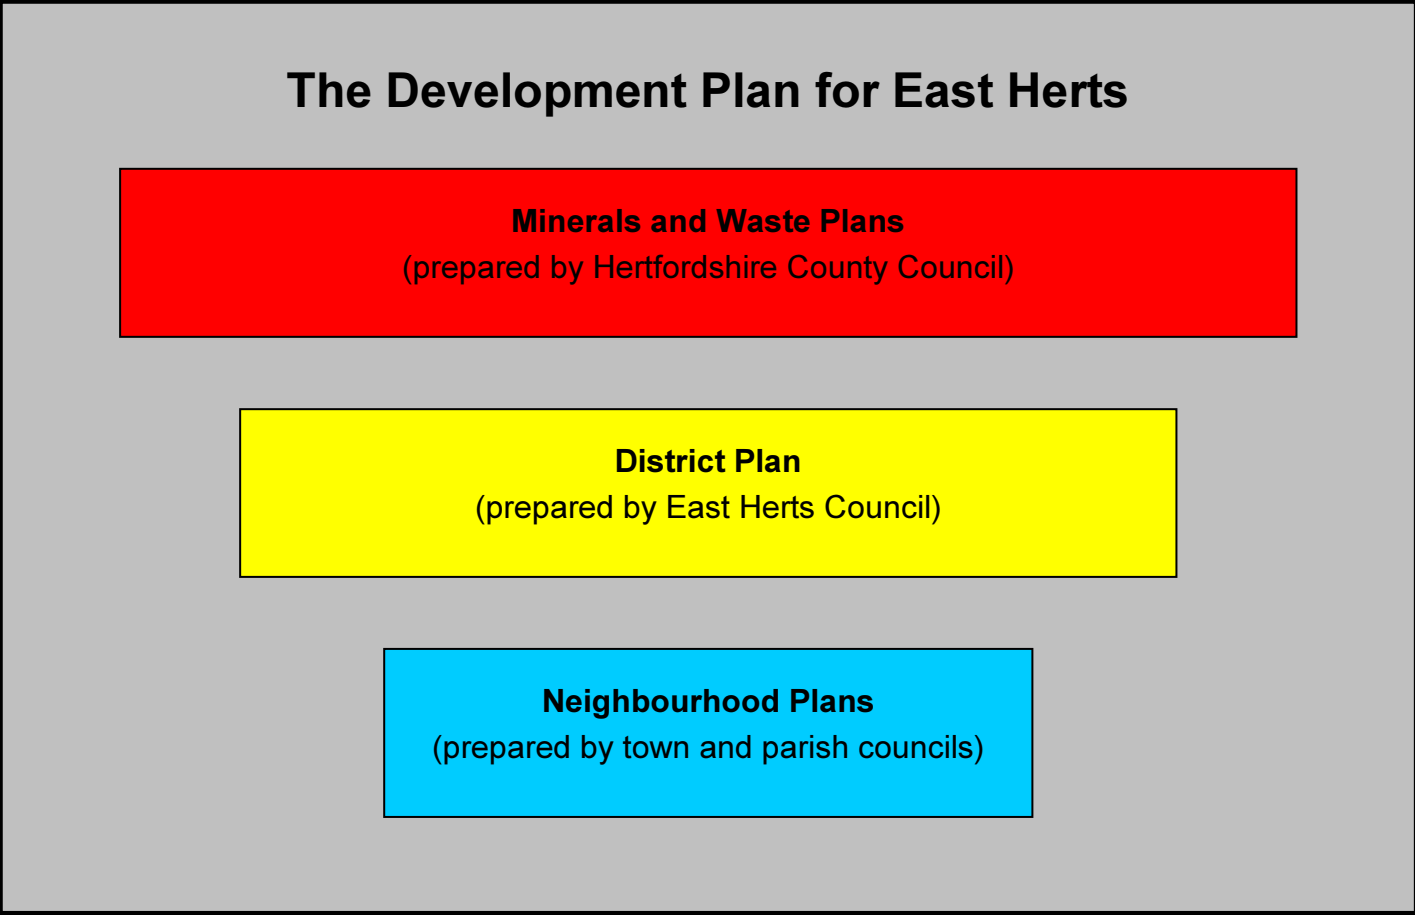 The Development Plan for East Herts
Minerals and Waste Plans
(prepared by Hertfordshire County Council)
District Plan
(prepared by East Herts Council)
Neighbourhood Plans
(prepared by town and parish councils)